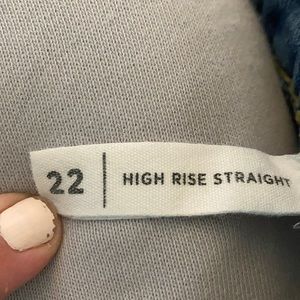 22 | HIGH RISE STRAIGHT